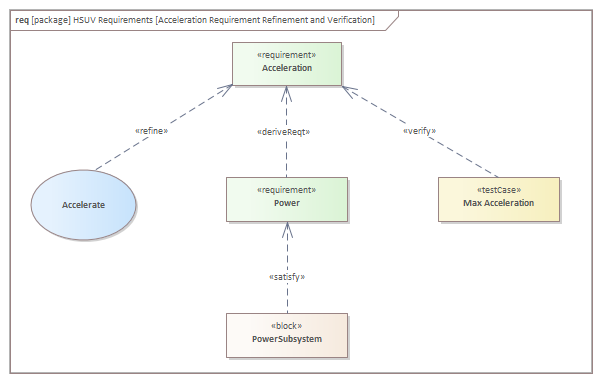 req [package] HSUV Requirements [Acceleration Requirement Refinement and Verification]
«requirement»
Acceleration
«refine»
«deriveReqt»
«verify»
Accelerate
«requirement»
Power
«testCase»
Max Acceleration
«satisfy»
«block»
PowerSubsystem